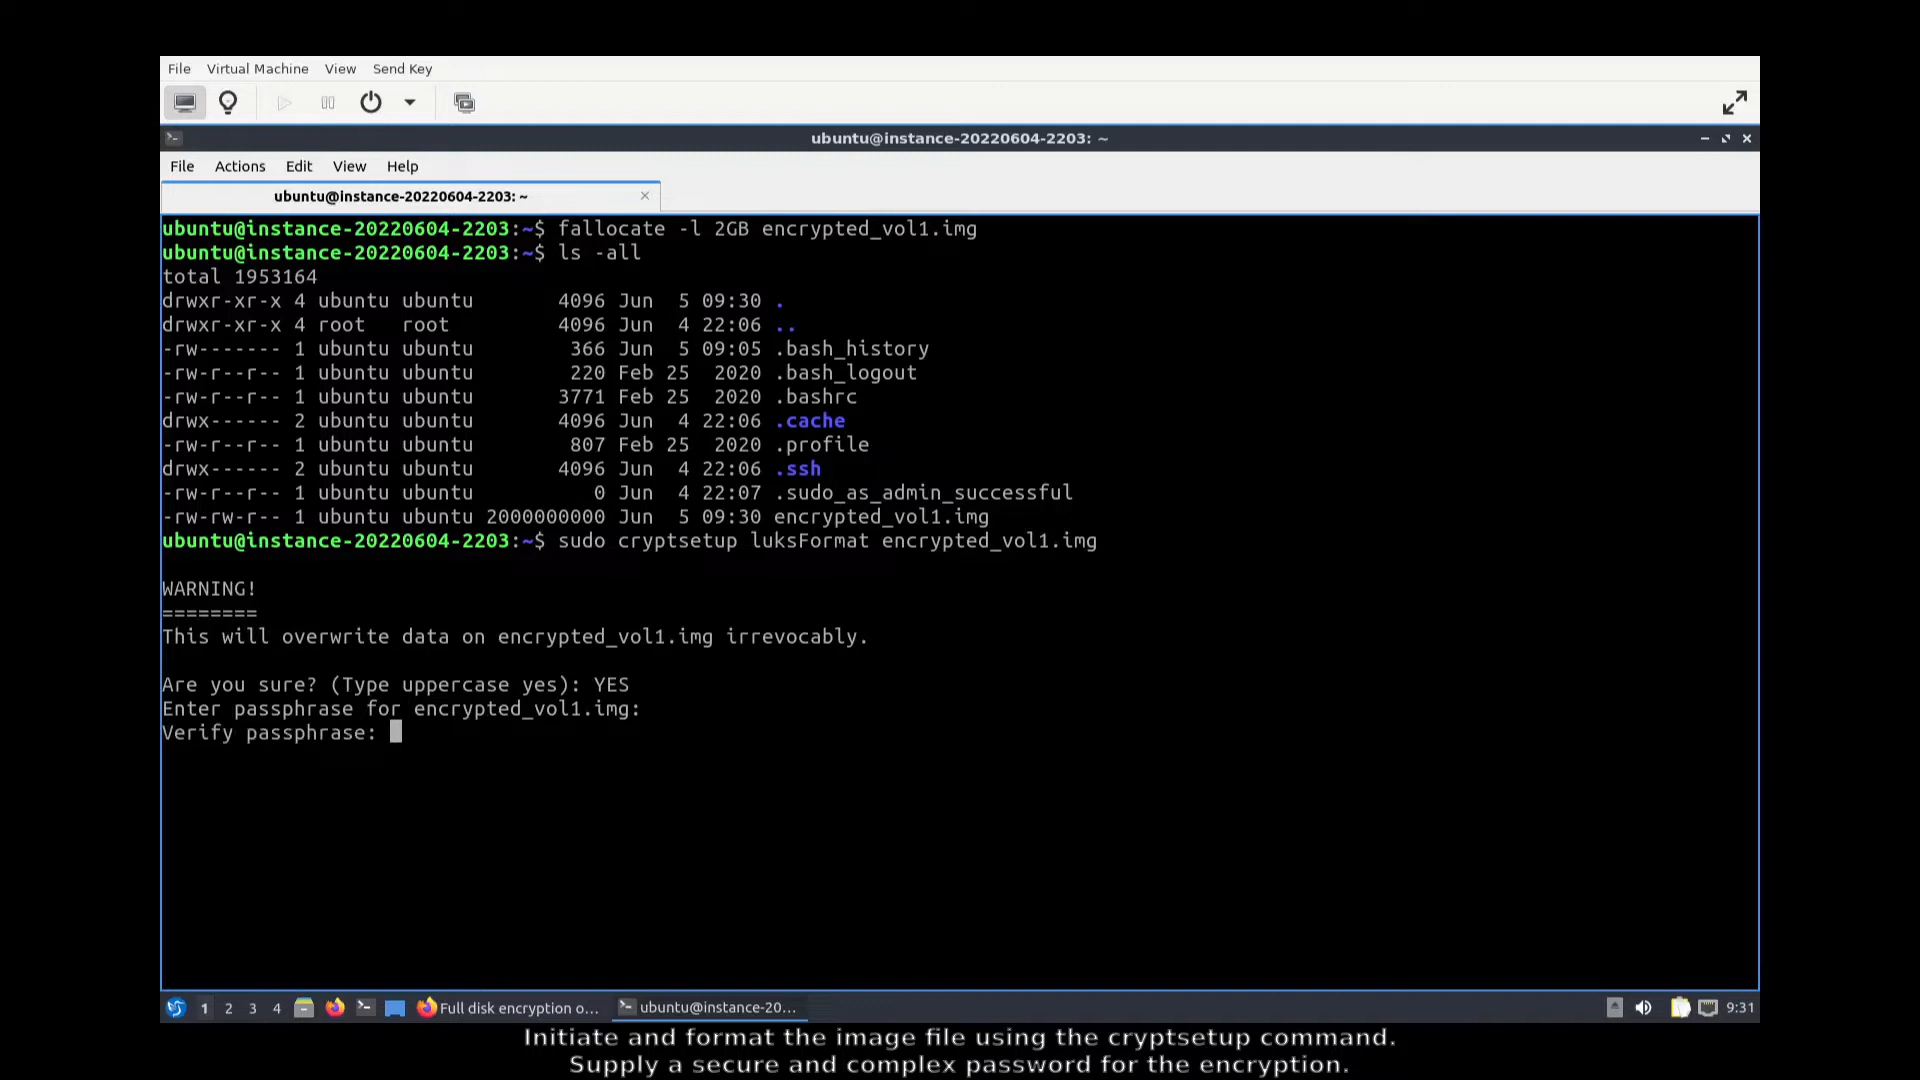 File Virtual Machine View Send Key
ubuntu@instance-20220604-2203: ~
File Actions Edit View Help
ubuntu@instance-20220604-2203: ~
ubuntu@instance-20220604-2203:~$ fallocate -l 2GB encrypted_vol1.img
ubuntu@instance-20220604-2203:~$ ls -all
total 1953164
drwxr-xr-x 4 ubuntu ubuntu       4096 Jun  5 09:30 .
drwxr-xr-x 4 root   root         4096 Jun  4 22:06 ..
-rw------- 1 ubuntu ubuntu        366 Jun  5 09:05 .bash_history
-rw-r--r-- 1 ubuntu ubuntu        220 Feb 25  2020 .bash_logout
-rw-r--r-- 1 ubuntu ubuntu       3771 Feb 25  2020 .bashrc
drwx------ 2 ubuntu ubuntu       4096 Jun  4 22:06 .cache
-rw-r--r-- 1 ubuntu ubuntu        807 Feb 25  2020 .profile
drwx------ 2 ubuntu ubuntu       4096 Jun  4 22:06 .ssh
-rw-r--r-- 1 ubuntu ubuntu          0 Jun  4 22:07 .sudo_as_admin_successful
-rw-rw-r-- 1 ubuntu ubuntu 2000000000 Jun  5 09:30 encrypted_vol1.img
ubuntu@instance-20220604-2203:~$ sudo cryptsetup luksFormat encrypted_vol1.img
WARNING!
========
This will overwrite data on encrypted_vol1.img irrevocably.
Are you sure? (Type uppercase yes): YES
Enter passphrase for encrypted_vol1.img:
Verify passphrase:
1 2 3 4 Full disk encryption o... ubuntu@instance-20... 9:31
Initiate and format the image file using the cryptsetup command.
Supply a secure and complex password for the encryption.